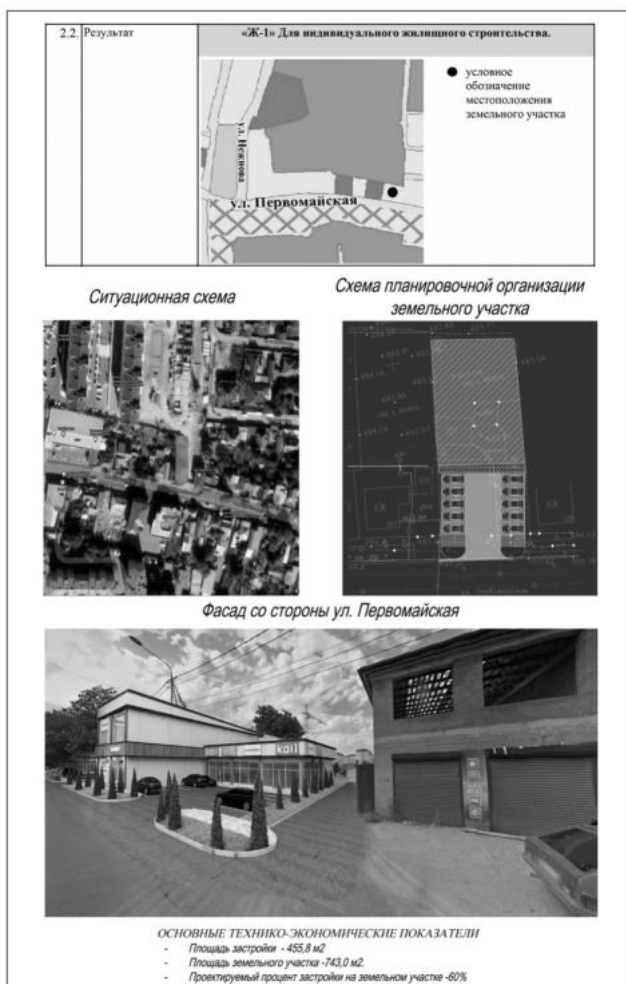 2.2. Результат
«Ж-1» Для индивидуального жилищного строительства.
условное
обозначение
местоположения
земельного участка
ул. Нежнова
ул. Первомайская
Ситуационная схема
Схема планировочной организации
земельного участка
Фасад со стороны ул. Первомайская
ОСНОВНЫЕ ТЕХНИКО-ЭКОНОМИЧЕСКИЕ ПОКАЗАТЕЛИ
- Площадь застройки - 455,8 м2
- Площадь земельного участка -743,0 м2.
- Проектируемый процент застройки на земельном участке -60%